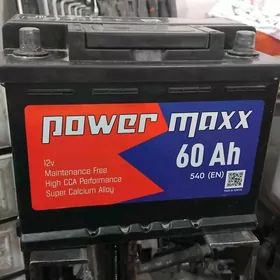 power maxx
60 Ah
540 (EN)
12v
Maintenance Free
High CCA Performance
Super Calcium Alloy